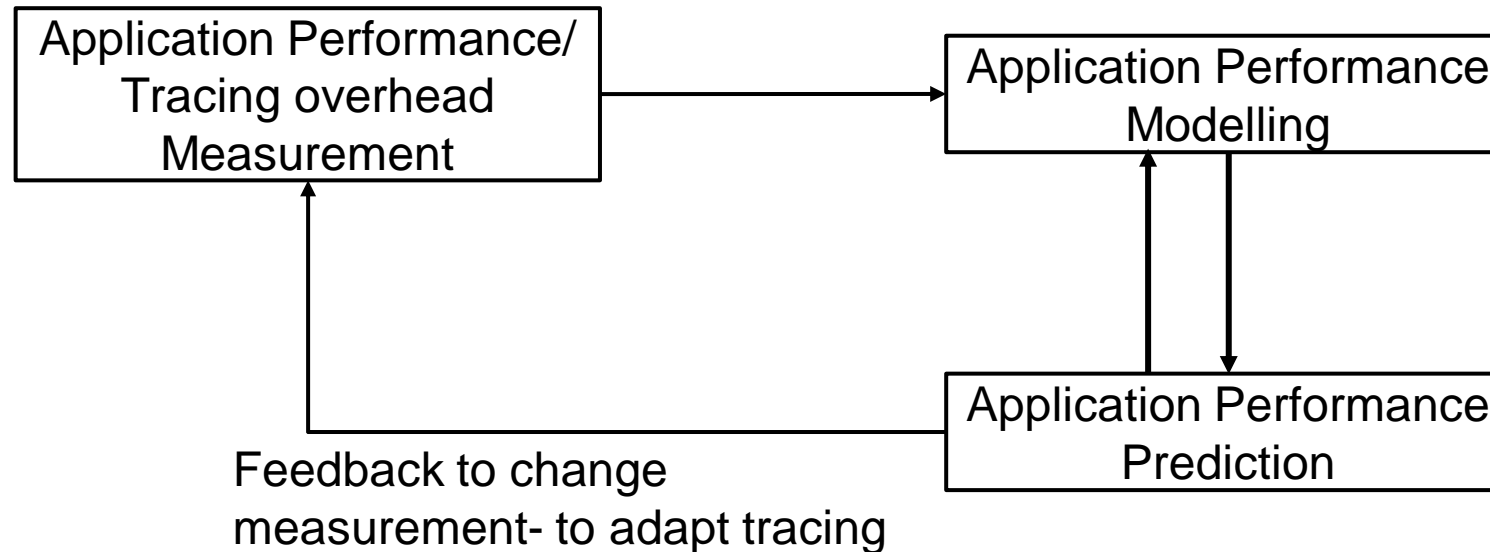 Application Performance/
Tracing overhead
Measurement
Application Performance
Modelling
Application Performance
Prediction
Feedback to change
measurement- to adapt tracing